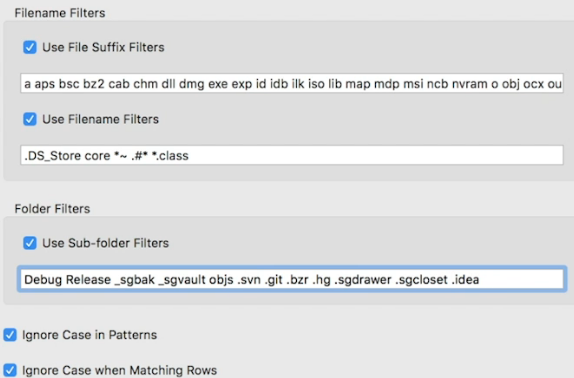 Filename Filters
Use File Suffix Filters
a aps bsc bz2 cab chm dll dmg exe exp id idb ilk iso lib map mdp msi ncb nvram o obj ocx ou
Use Filename Filters
.DS_Store core *~ .#* *.class
Folder Filters
Use Sub-folder Filters
Debug Release _sgbak _sgvault objs .svn .git .bzr .hg .sgdrawer .sgcloset .idea
Ignore Case in Patterns
Ignore Case when Matching Rows